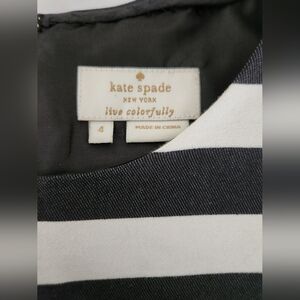 kate spade
NEW YORK
live colorfully
4
MADE IN CHINA